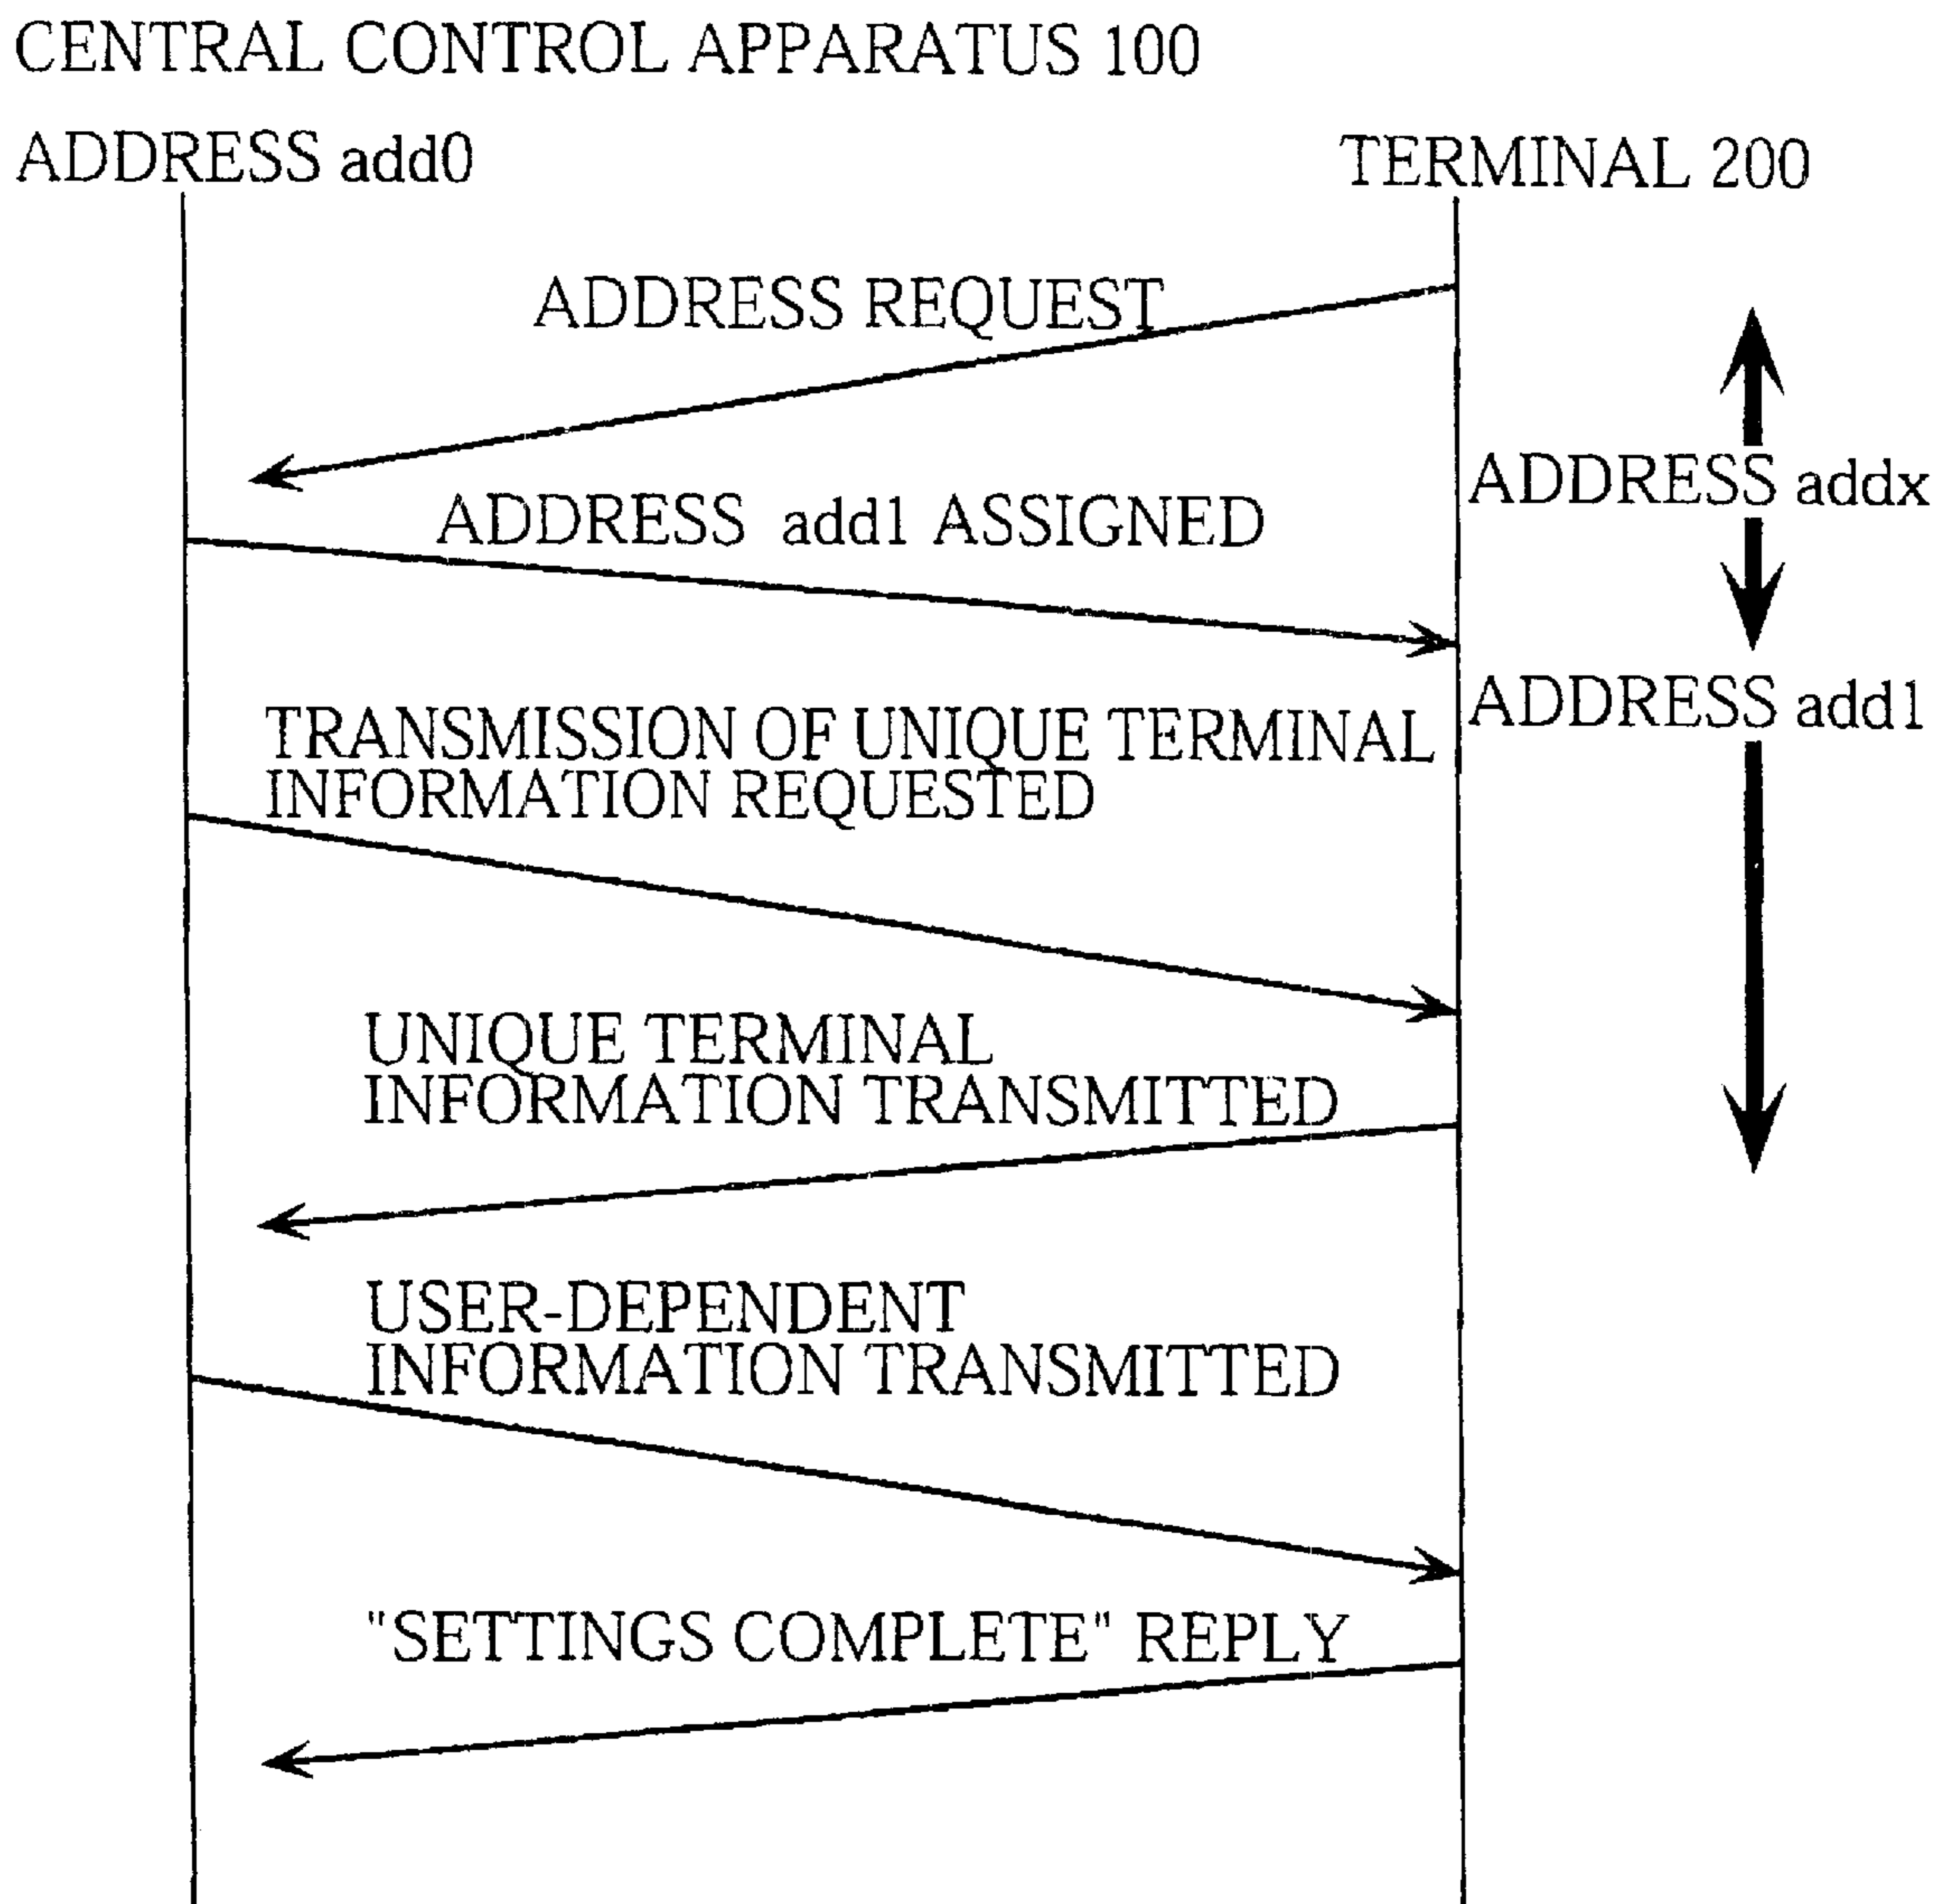 CENTRAL CONTROL APPARATUS 100
ADDRESS add0
TERMINAL 200
ADDRESS REQUEST
ADDRESS addx
ADDRESS add1 ASSIGNED
ADDRESS add1
TRANSMISSION OF UNIQUE TERMINAL
INFORMATION REQUESTED
UNIQUE TERMINAL
INFORMATION TRANSMITTED
USER-DEPENDENT
INFORMATION TRANSMITTED
"SETTINGS COMPLETE" REPLY